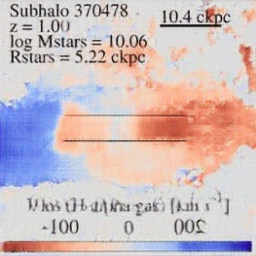 Subhalo 370478
10.4 ckpc
z = 1.00
log Mstars = 10.06
Rstars = 5.22 ckpc
-100 0